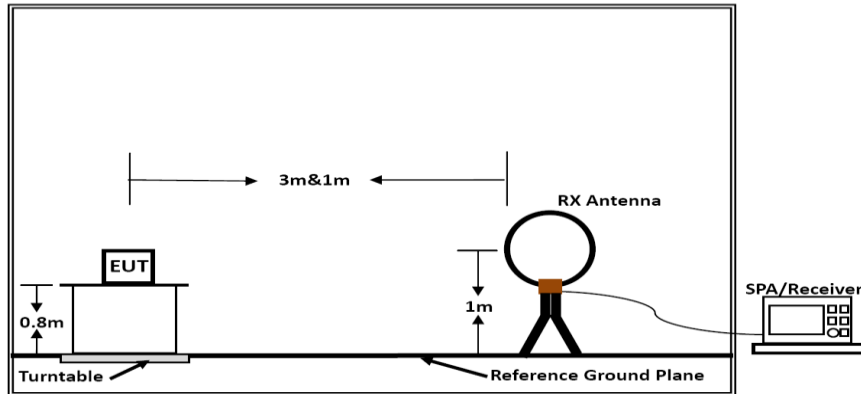 3m&1m
RX Antenna
EUT
SPA/Receiver
0.8m
1m
Turntable
Reference Ground Plane